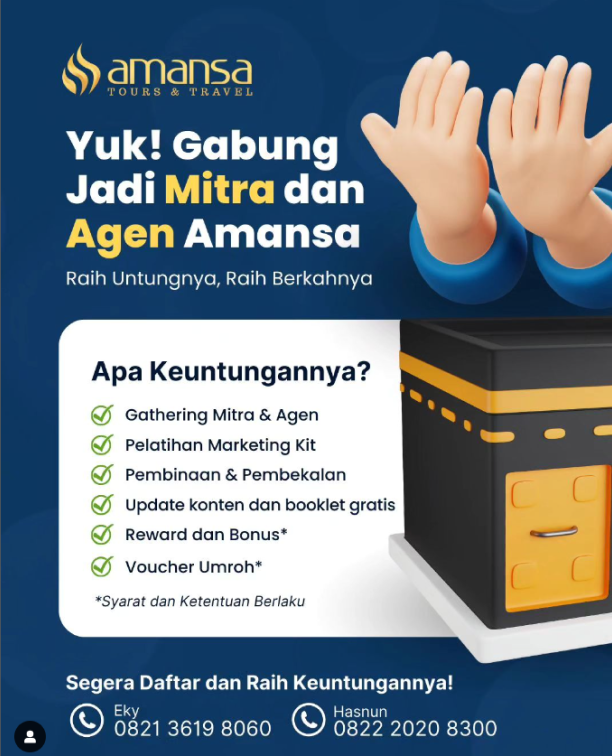 amansa
TOURS & TRAVEL
Yuk! Gabung
Jadi Mitra dan
Agen Amansa
Raih Untungnya, Raih Berkahnya
Apa Keuntungannya?
Gathering Mitra & Agen
Pelatihan Marketing Kit
Pembinaan & Pembekalan
Update konten dan booklet gratis
Reward dan Bonus*
Voucher Umroh*
*Syarat dan Ketentuan Berlaku
Segera Daftar dan Raih Keuntungannya!
Eky
0821 3619 8060
Hasnun
0822 2020 8300